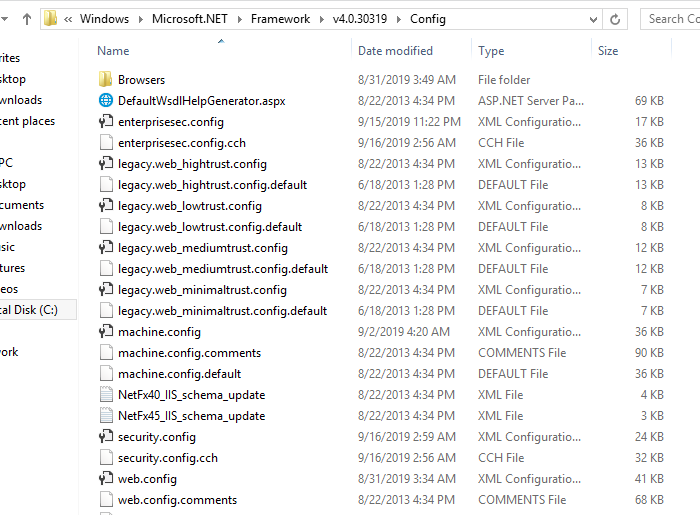 « Windows › Microsoft.NET › Framework › v4.0.30319 › Config Search Co
Name Date modified Type Size
rites
sktop
wnloads
cent places
PC
sktop
cuments
wnloads
sic
tures
eos
cal Disk (C:)
work
Browsers 8/31/2019 3:49 AM File folder
DefaultWsdlHelpGenerator.aspx 8/22/2013 4:34 PM ASP.NET Server Pa... 69 KB
enterprisesec.config 9/15/2019 11:22 PM XML Configuratio... 17 KB
enterprisesec.config.cch 9/16/2019 2:56 AM CCH File 36 KB
legacy.web_hightrust.config 8/22/2013 4:34 PM XML Configuratio... 13 KB
legacy.web_hightrust.config.default 6/18/2013 1:28 PM DEFAULT File 13 KB
legacy.web_lowtrust.config 8/22/2013 4:34 PM XML Configuratio... 8 KB
legacy.web_lowtrust.config.default 6/18/2013 1:28 PM DEFAULT File 8 KB
legacy.web_mediumtrust.config 8/22/2013 4:34 PM XML Configuratio... 12 KB
legacy.web_mediumtrust.config.default 6/18/2013 1:28 PM DEFAULT File 12 KB
legacy.web_minimaltrust.config 8/22/2013 4:34 PM XML Configuratio... 7 KB
legacy.web_minimaltrust.config.default 6/18/2013 1:28 PM DEFAULT File 7 KB
machine.config 9/2/2019 4:20 AM XML Configuratio... 36 KB
machine.config.comments 8/22/2013 4:34 PM COMMENTS File 90 KB
machine.config.default 8/22/2013 4:34 PM DEFAULT File 36 KB
NetFx40_IIS_schema_update 8/22/2013 4:34 PM XML File 4 KB
NetFx45_IIS_schema_update 8/22/2013 4:34 PM XML File 3 KB
security.config 9/16/2019 2:59 AM XML Configuratio... 24 KB
security.config.cch 9/16/2019 2:56 AM CCH File 32 KB
web.config 8/31/2019 3:34 AM XML Configuratio... 41 KB
web.config.comments 8/22/2013 4:34 PM COMMENTS File 68 KB